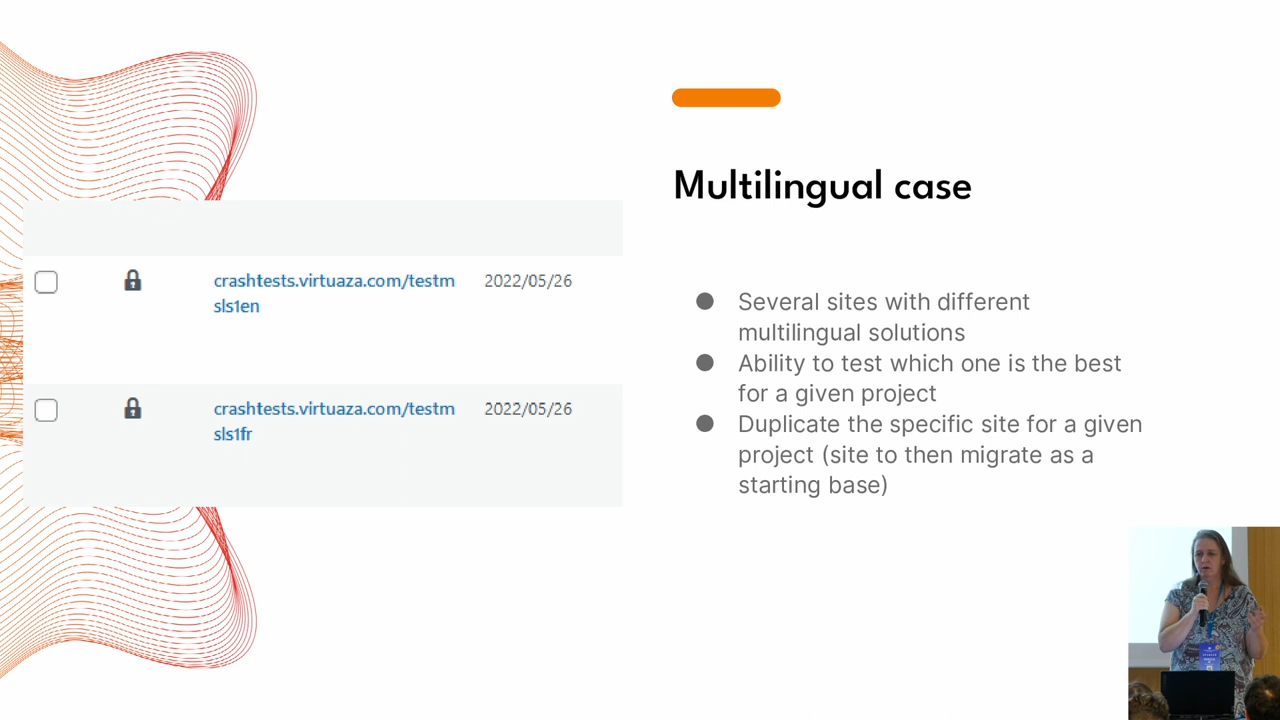 crashtests.virtuaza.com/testm
sls1en
2022/05/26
crashtests.virtuaza.com/testm
sls1fr
2022/05/26
Multilingual case
● Several sites with different
multilingual solutions
● Ability to test which one is the best
for a given project
● Duplicate the specific site for a given
project (site to then migrate as a
starting base)